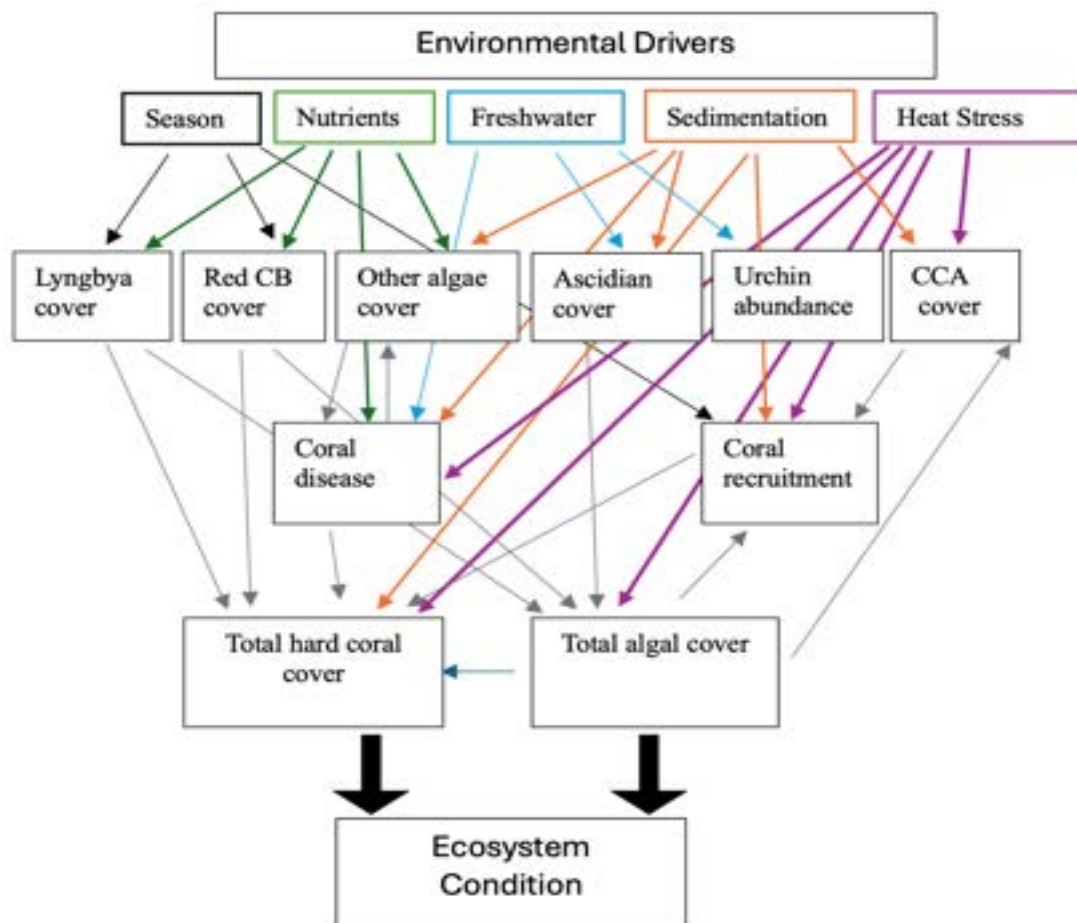 Environmental Drivers
Season
Nutrients
Freshwater
Sedimentation
Heat Stress
Lyngbya
cover
Red CB
cover
Other algae
cover
Ascidian
cover
Urchin
abundance
CCA
cover
Coral
disease
Coral
recruitment
Total hard coral
cover
Total algal cover
Ecosystem
Condition